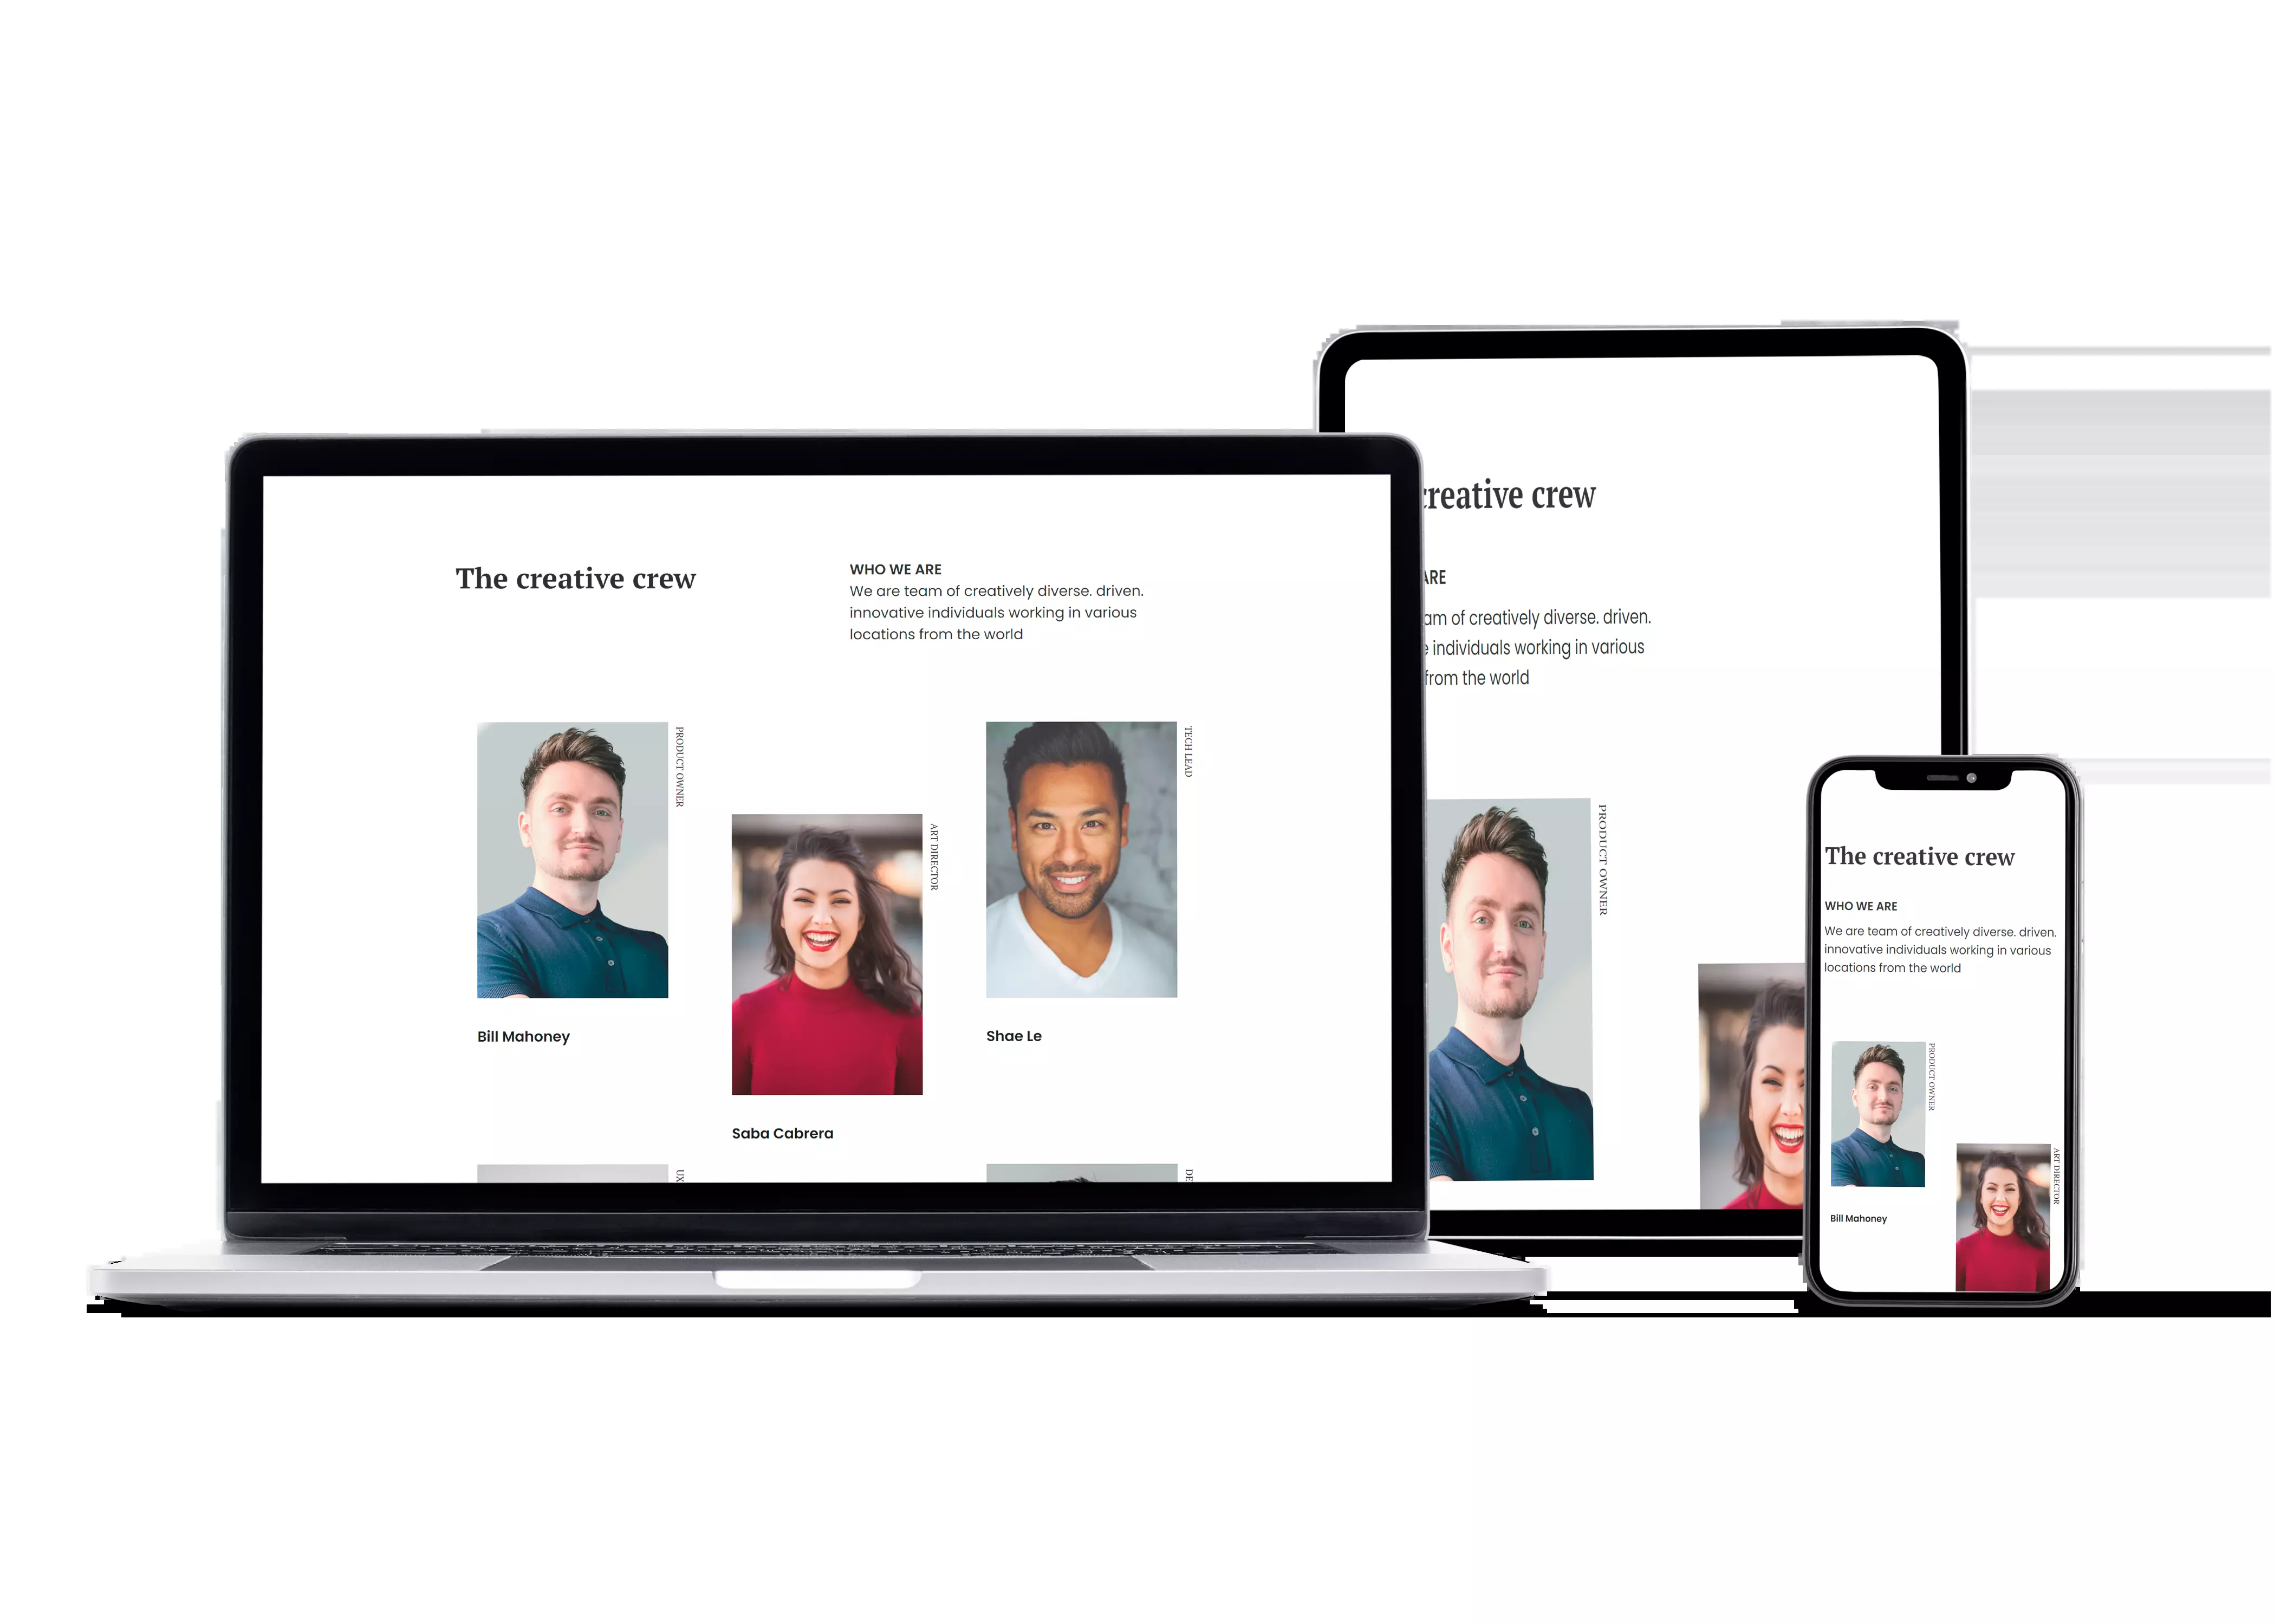 The creative crew
WHO WE ARE
We are team of creatively diverse. driven.
innovative individuals working in various
locations from the world
PRODUCT OWNER
TECH LEAD
ART DIRECTOR
Bill Mahoney
Shae Le
Saba Cabrera
UX
DE
creative crew
ARE
am of creatively diverse. driven.
e individuals working in various
from the world
PRODUCT OWNER
The creative crew
WHO WE ARE
We are team of creatively diverse. driven.
innovative individuals working in various
locations from the world
PRODUCT OWNER
ART DIRECTOR
Bill Mahoney